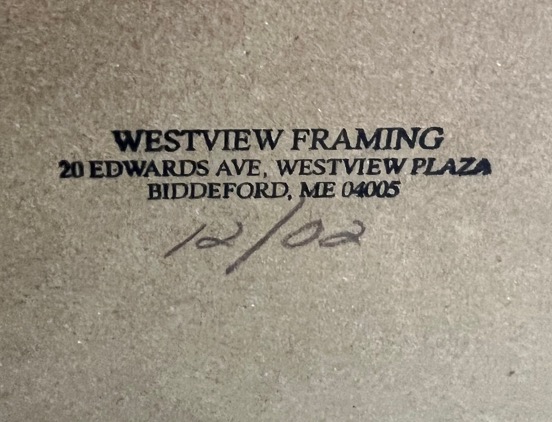 WESTVIEW FRAMING
20 EDWARDS AVE, WESTVIEW PLAZA
BIDDEFORD, ME 04005
12/02